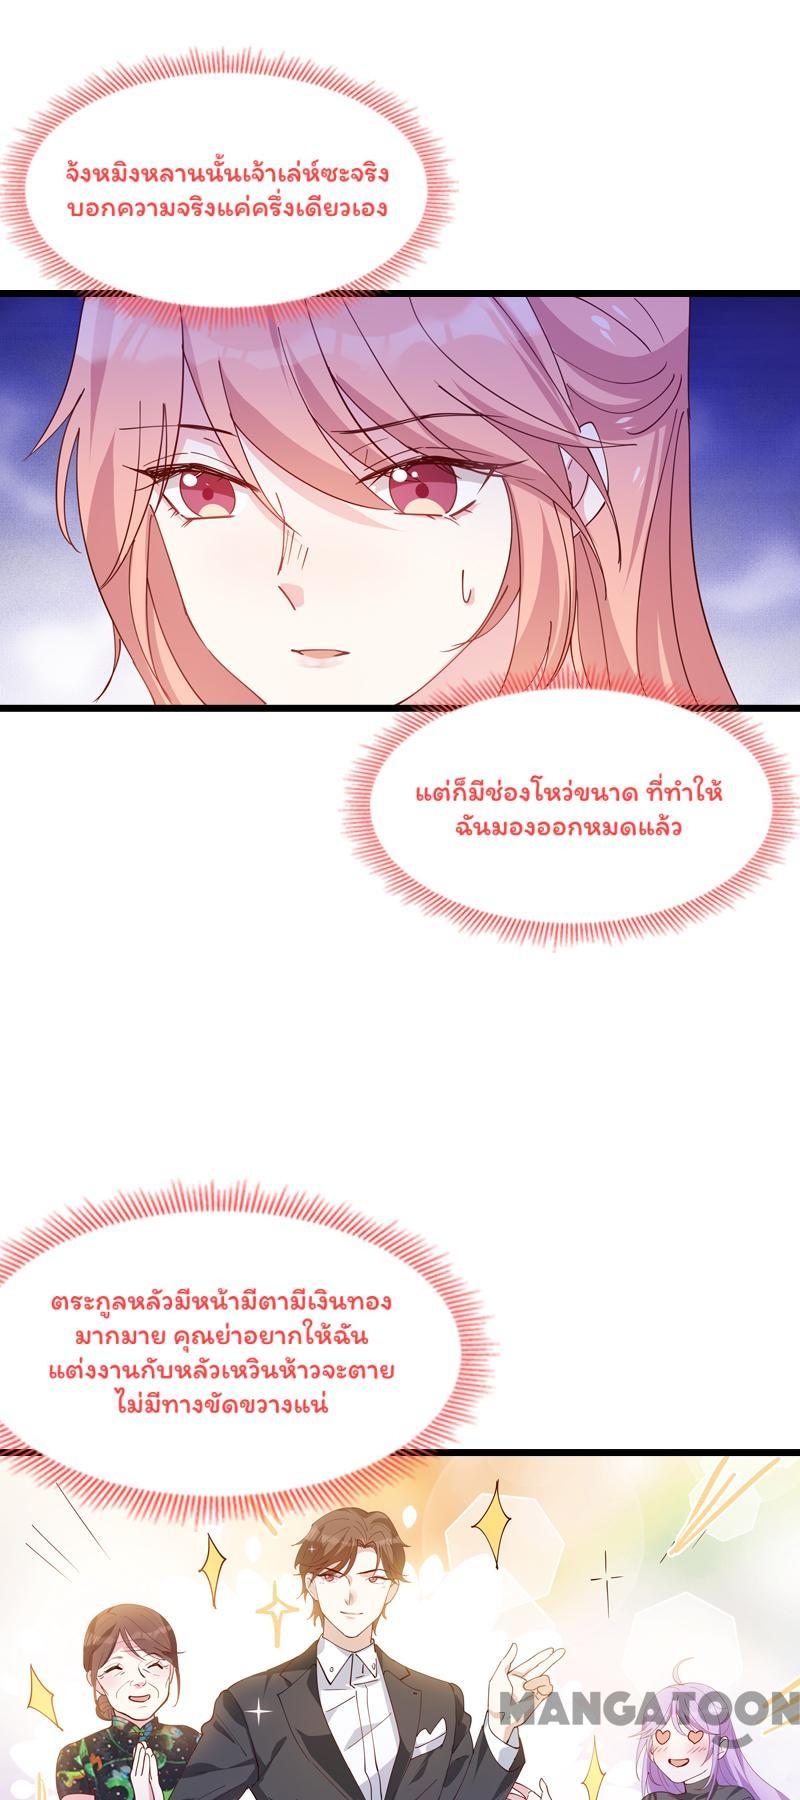 จ้งหมิงหลานนั้นเจ้าเล่ห์ซะจริง
บอกความจริงแค่ครึ่งเดียวเอง
แต่ก็มีช่องโหว่ขนาด ที่ทำให้
ฉันมองออกหมดแล้ว
ตระกูลหลัวมีหน้ามีตามีเงินทอง
มากมาย คุณย่าอยากให้ฉัน
แต่งงานกับหลัวเหวินห้าวจะตาย
ไม่มีทางขัดขวางแน่
MANGATOON